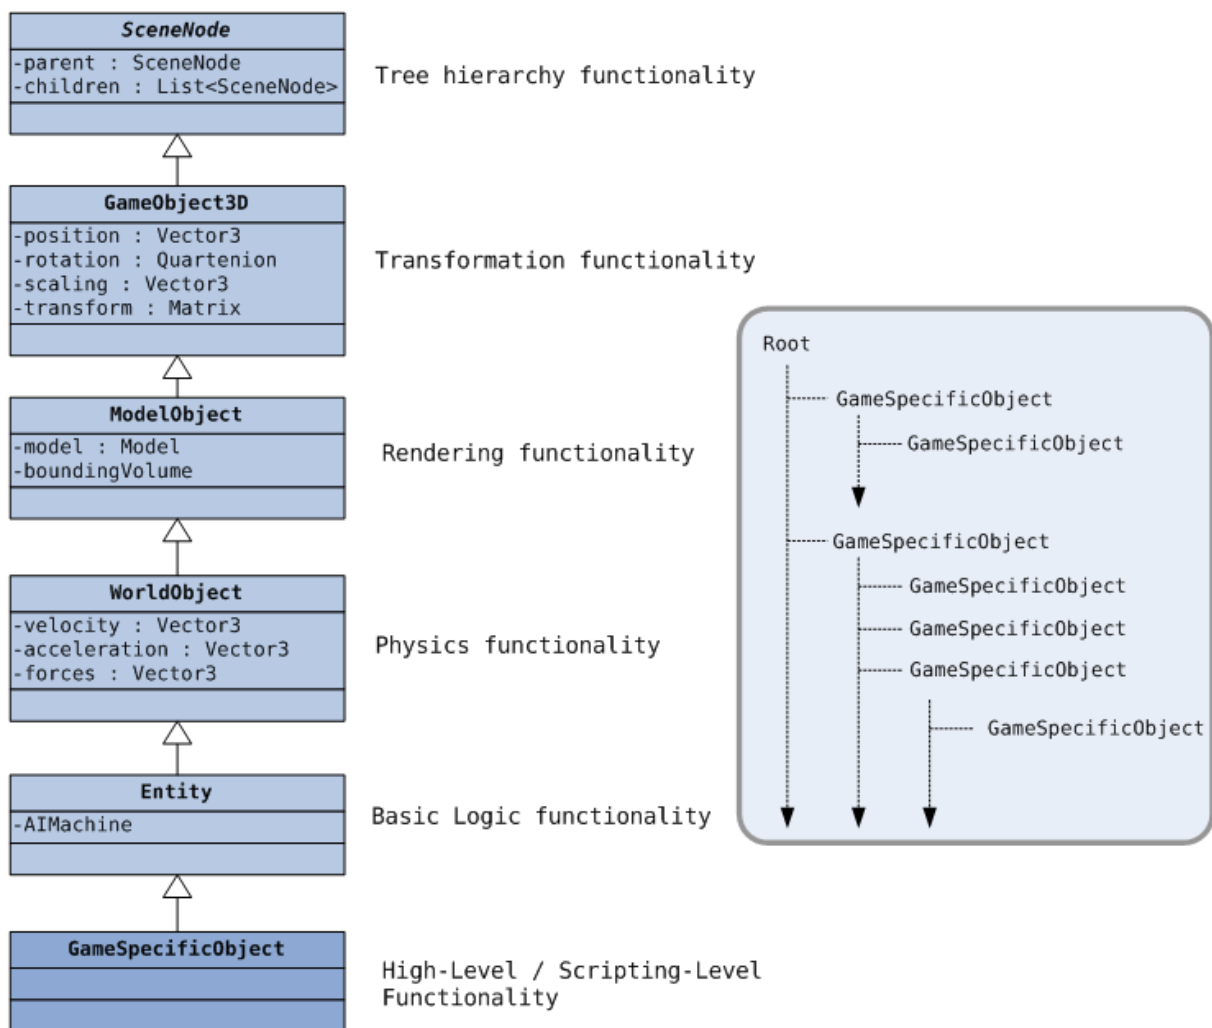 SceneNode
-parent : SceneNode
-children : List<SceneNode>
Tree hierarchy functionality
GameObject3D
-position : Vector3
-rotation : Quartenion
-scaling : Vector3
-transform : Matrix
Transformation functionality
ModelObject
-model : Model
-boundingVolume
Rendering functionality
WorldObject
-velocity : Vector3
-acceleration : Vector3
-forces : Vector3
Physics functionality
Entity
-AIMachine
Basic Logic functionality
GameSpecificObject
High-Level / Scripting-Level
Functionality
Root
GameSpecificObject
GameSpecificObject
GameSpecificObject
GameSpecificObject
GameSpecificObject
GameSpecificObject
GameSpecificObject